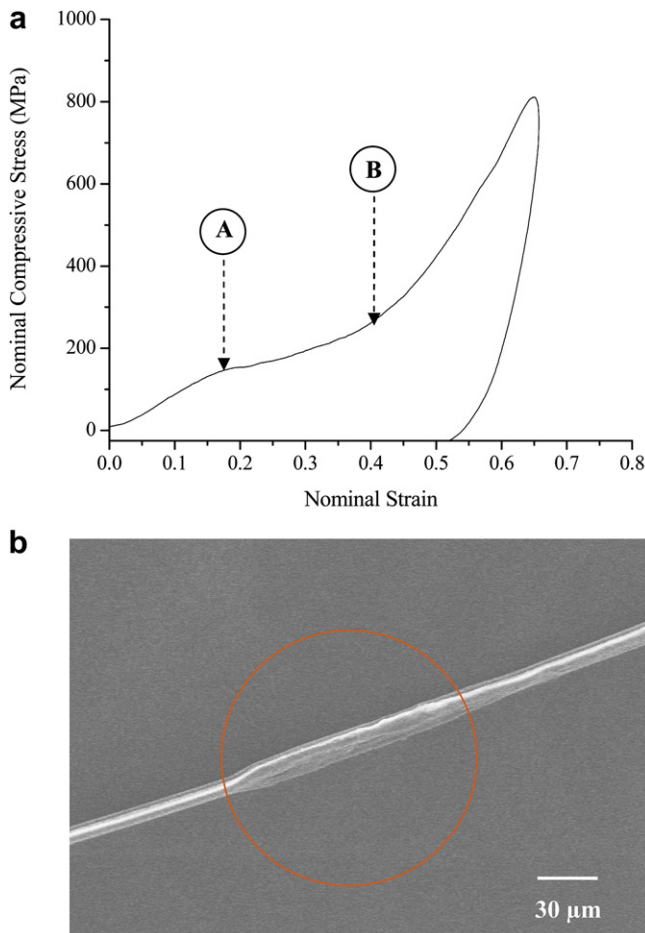 a
1000
800
600
400
200
0
Nominal Compressive Stress (MPa)
A
B
0.0 0.1 0.2 0.3 0.4 0.5 0.6 0.7 0.8
Nominal Strain
b
30 µm